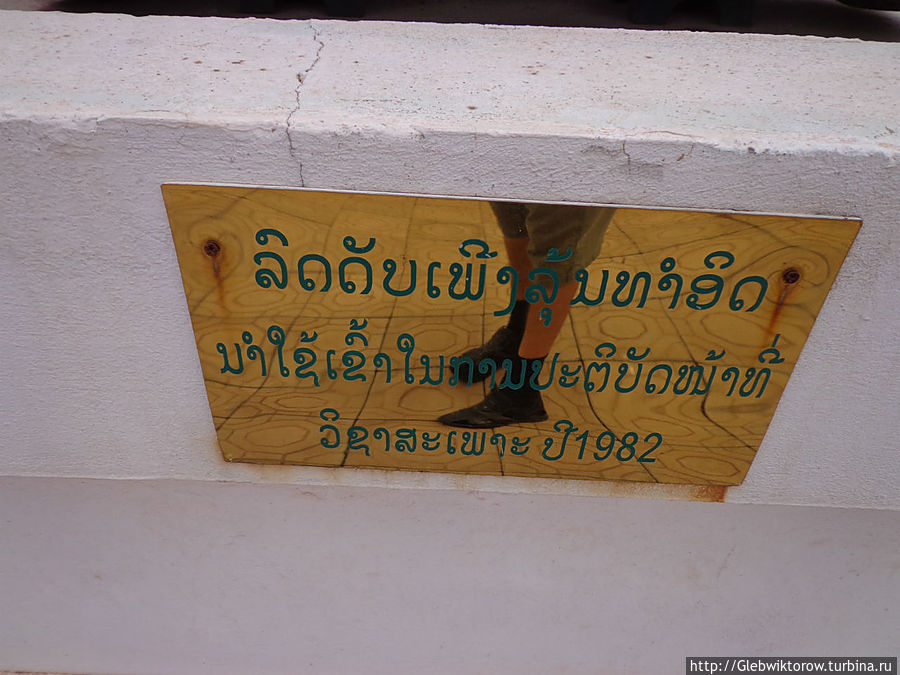 ລົດດັບເພີງລຸ້ນທຳອິດ
ນຳໃຊ້ເຂົ້າໃນການປະຕິບັດໜ້າທີ່
ວິຊາສະເພາະ ປີ1982
http://Glebwiktorow.turbina.ru/